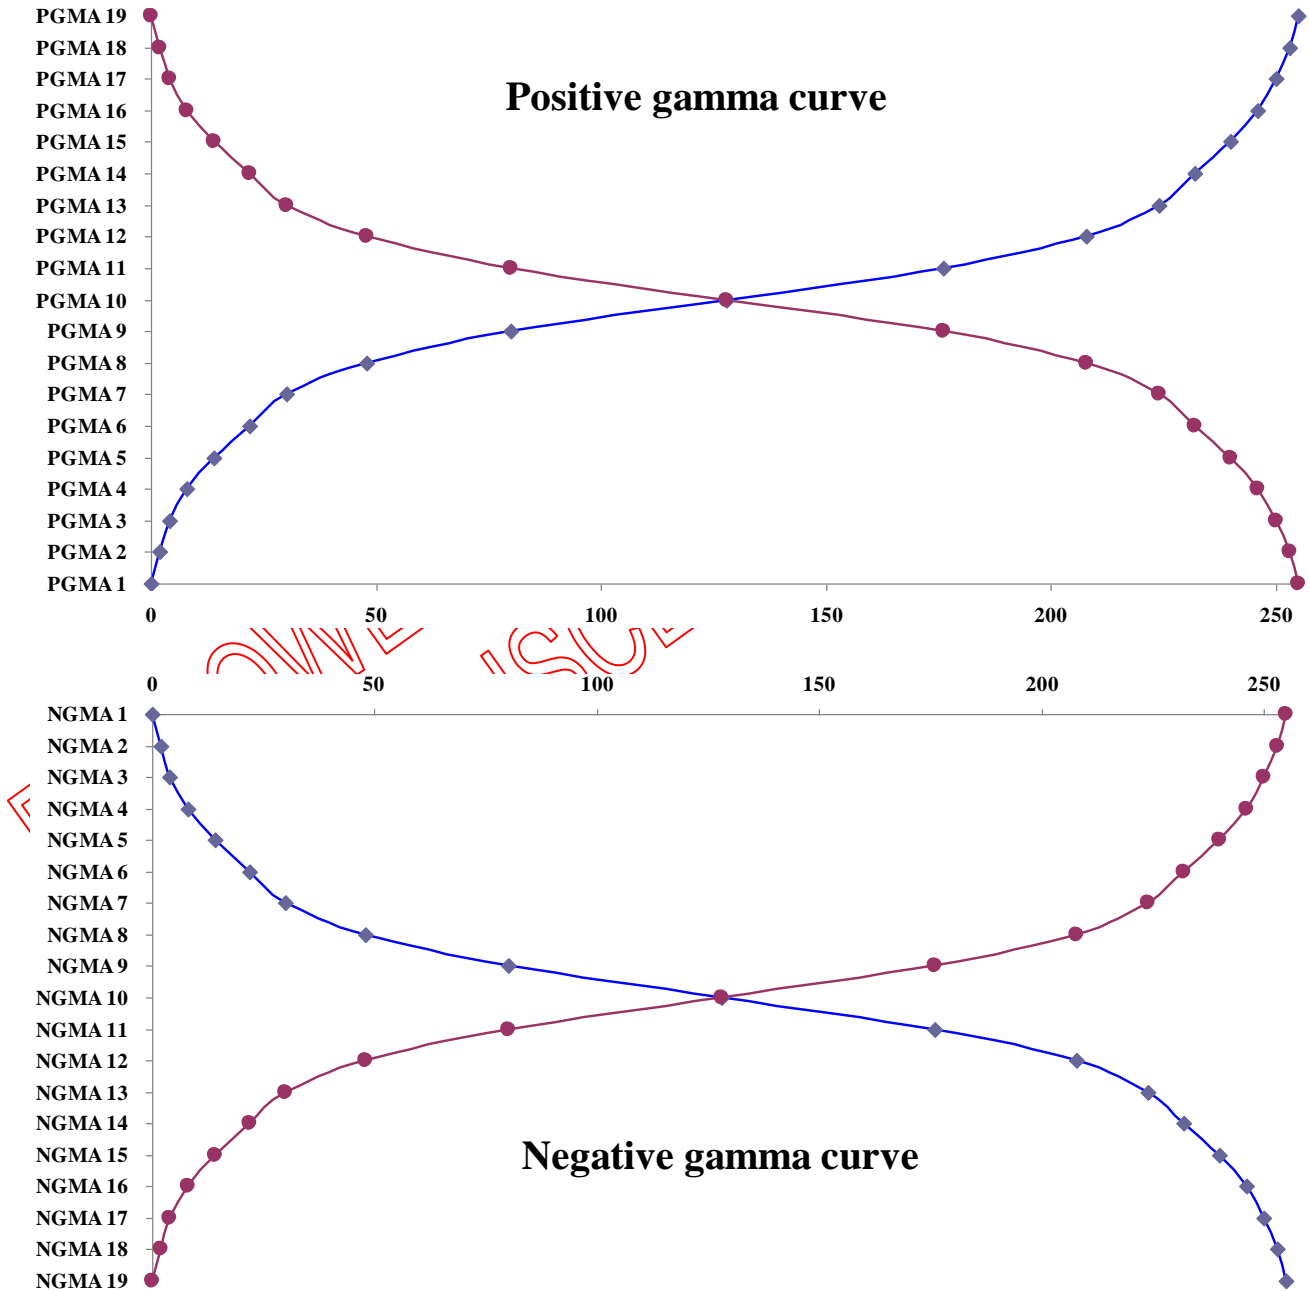 PGMA 19
PGMA 18
PGMA 17
Positive gamma curve
PGMA 16
PGMA 15
PGMA 14
PGMA 13
PGMA 12
PGMA 11
PGMA 10
PGMA 9
PGMA 8
PGMA 7
PGMA 6
PGMA 5
PGMA 4
PGMA 3
PGMA 2
PGMA 1
0 50 100 150 200 250
0 50 100 150 200 250
NGMA 1
NGMA 2
NGMA 3
NGMA 4
NGMA 5
NGMA 6
NGMA 7
NGMA 8
NGMA 9
NGMA 10
NGMA 11
NGMA 12
NGMA 13
NGMA 14
NGMA 15
Negative gamma curve
NGMA 16
NGMA 17
NGMA 18
NGMA 19